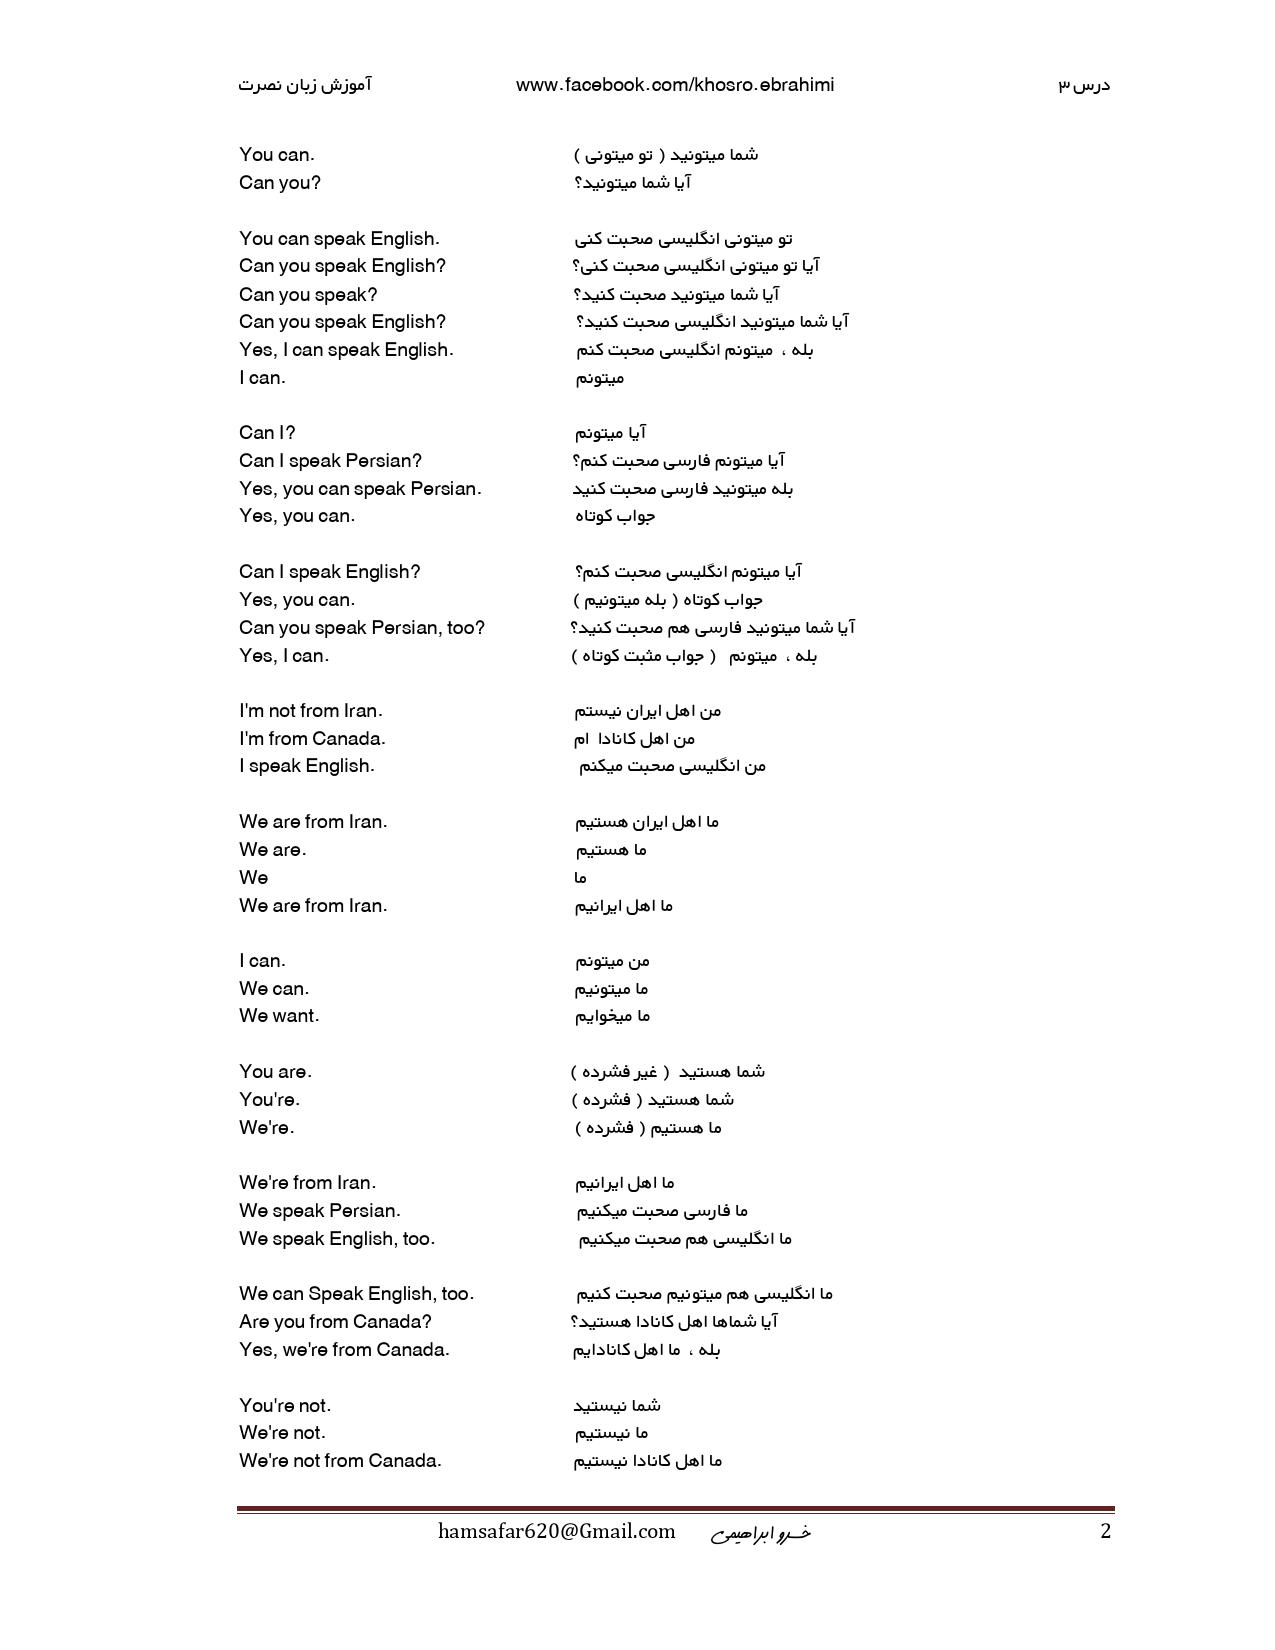 آموزش زبان نصرت www.facebook.com/khosro.ebrahimi درس ۳
You can. شما میتونید ( تو میتونی )
Can you? آیا شما میتونید؟
You can speak English. تو میتونی انگلیسی صحبت کنی
Can you speak English? آیا تو میتونی انگلیسی صحبت کنی؟
Can you speak? آیا شما میتونید صحبت کنید؟
Can you speak English? آیا شما میتونید انگلیسی صحبت کنید؟
Yes, I can speak English. بله ، میتونم انگلیسی صحبت کنم
I can. میتونم
Can I? آیا میتونم
Can I speak Persian? آیا میتونم فارسی صحبت کنم؟
Yes, you can speak Persian. بله میتونید فارسی صحبت کنید
Yes, you can. جواب کوتاه
Can I speak English? آیا میتونم انگلیسی صحبت کنم؟
Yes, you can. جواب کوتاه ( بله میتونیم )
Can you speak Persian, too? آیا شما میتونید فارسی هم صحبت کنید؟
Yes, I can. بله ، میتونم ( جواب مثبت کوتاه )
I'm not from Iran. من اهل ایران نیستم
I'm from Canada. من اهل کانادا ام
I speak English. من انگلیسی صحبت میکنم
We are from Iran. ما اهل ایران هستیم
We are. ما هستیم
We ما
We are from Iran. ما اهل ایرانیم
I can. من میتونم
We can. ما میتونیم
We want. ما میخوایم
You are. شما هستید ( غیر فشرده )
You're. شما هستید ( فشرده )
We're. ما هستیم ( فشرده )
We're from Iran. ما اهل ایرانیم
We speak Persian. ما فارسی صحبت میکنیم
We speak English, too. ما انگلیسی هم صحبت میکنیم
We can Speak English, too. ما انگلیسی هم میتونیم صحبت کنیم
Are you from Canada? آیا شماها اهل کانادا هستید؟
Yes, we're from Canada. بله ، ما اهل کاناداییم
You're not. شما نیستید
We're not. ما نیستیم
We're not from Canada. ما اهل کانادا نیستیم
hamsafar620@Gmail.com خسرو ابراهیمی 2